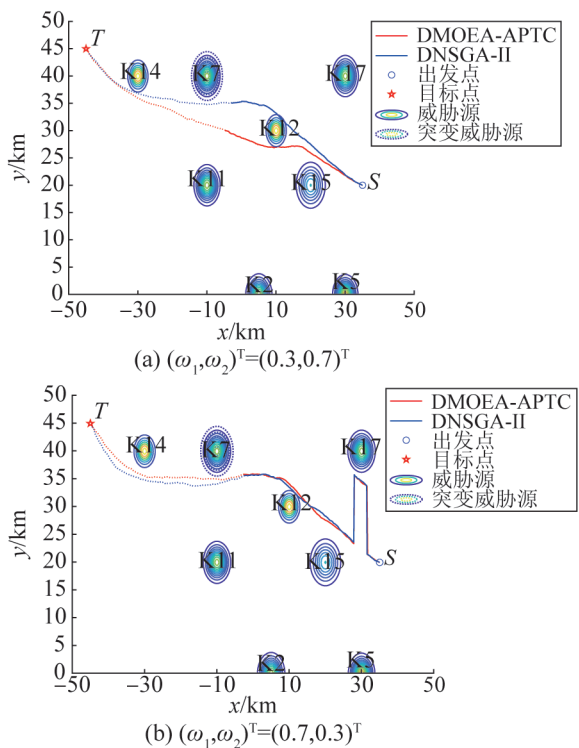 50
45
40
35
30
25
20
15
10
5
0
y/km
−50
−30
−10
10
30
50
x/km
T
S
K14
K7
K17
K12
K11
K15
K2
K5
DMOEA-APTC
DNSGA-II
出发点
目标点
威胁源
突变威胁源
(a) (ω₁,ω₂)ᵀ=(0.3,0.7)ᵀ
50
45
40
35
30
25
20
15
10
5
0
y/km
−50
−30
−10
10
30
50
x/km
T
S
K14
K7
K17
K12
K11
K15
K2
K5
DMOEA-APTC
DNSGA-II
出发点
目标点
威胁源
突变威胁源
(b) (ω₁,ω₂)ᵀ=(0.7,0.3)ᵀ